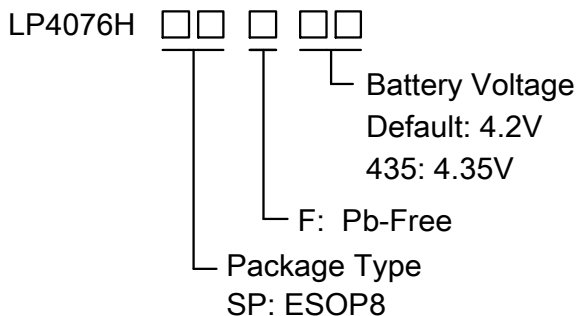 LP4076H □□ □ □□
Battery Voltage
Default: 4.2V
435: 4.35V
F: Pb-Free
Package Type
SP: ESOP8